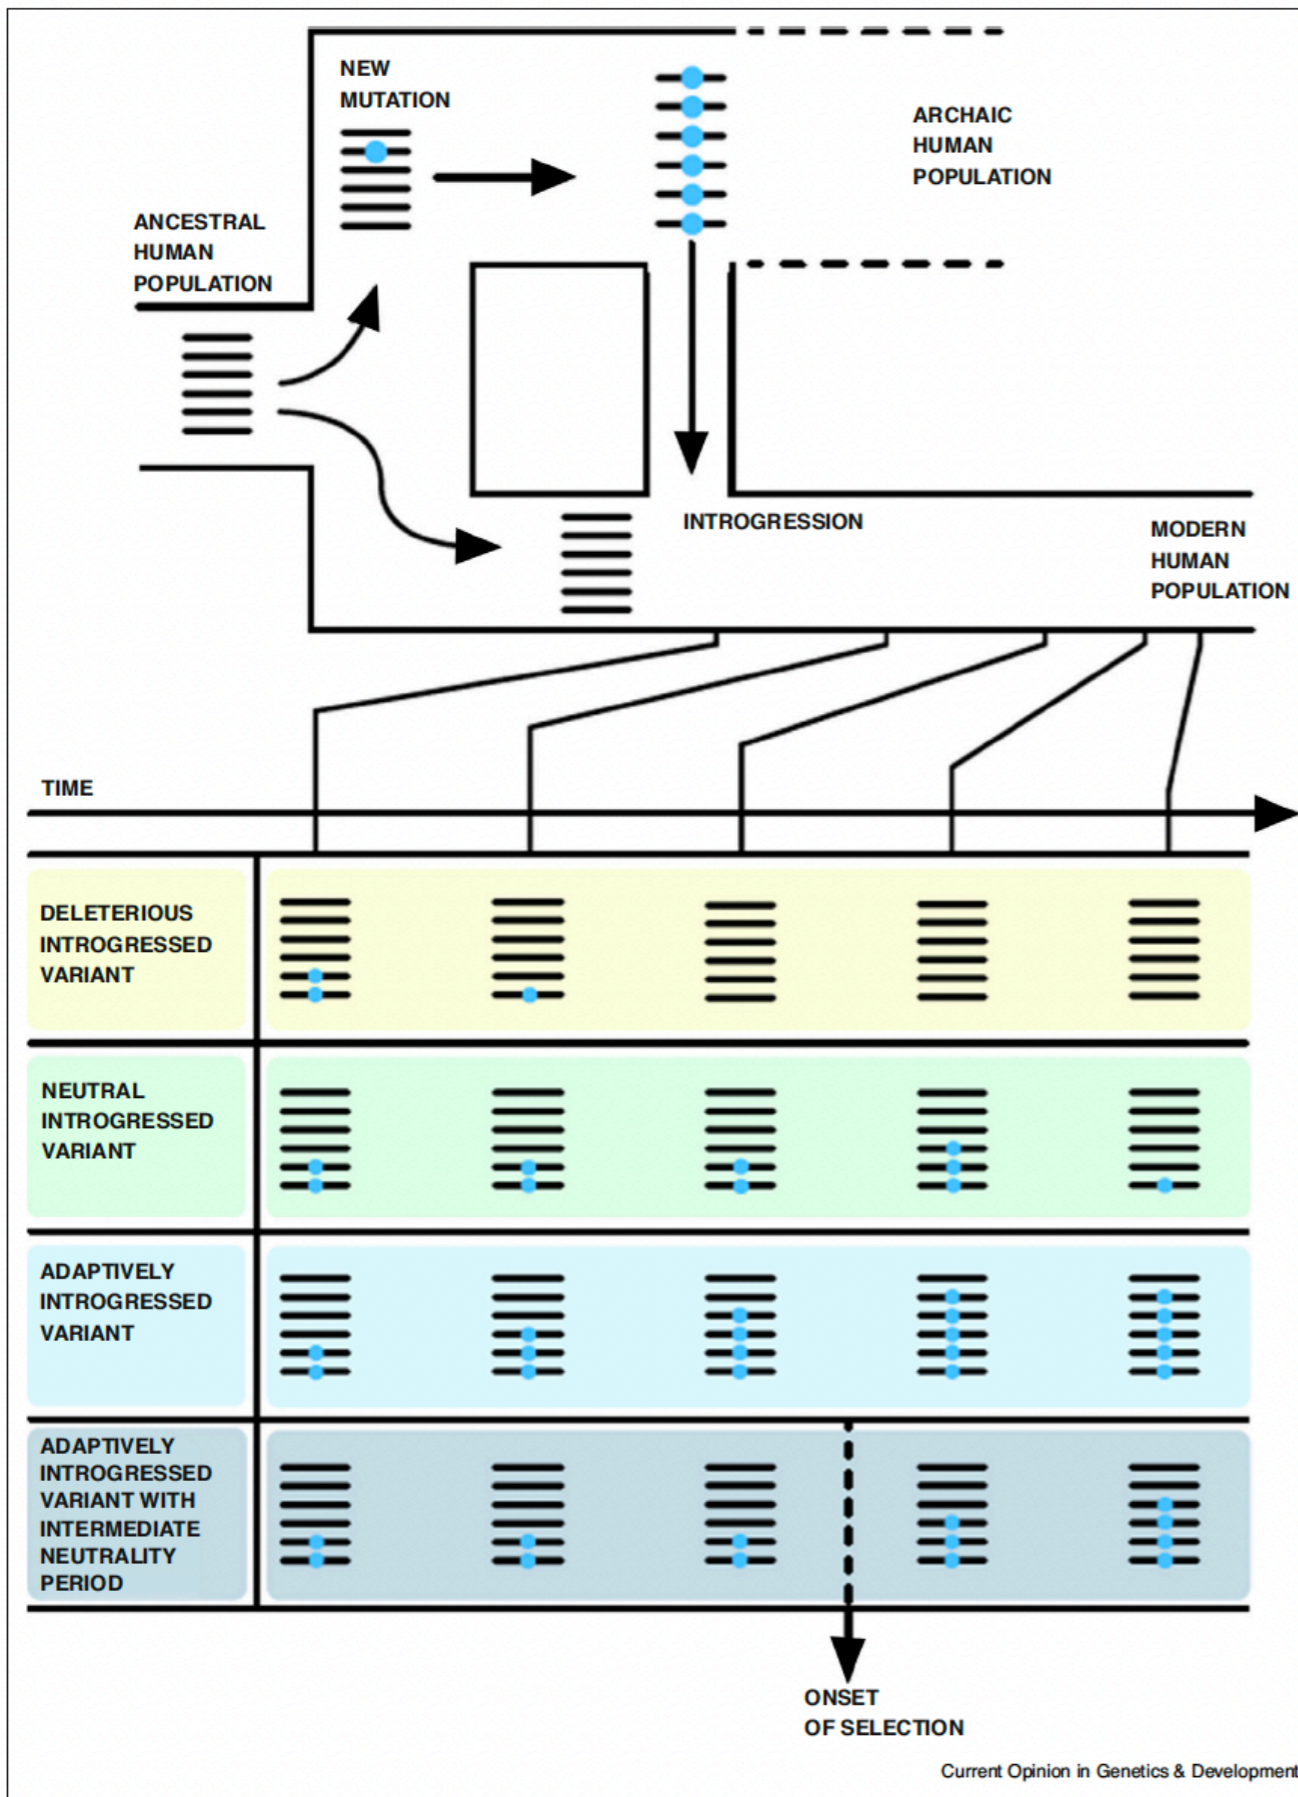 NEW
MUTATION
ARCHAIC
HUMAN
POPULATION
ANCESTRAL
HUMAN
POPULATION
INTROGRESSION
MODERN
HUMAN
POPULATION
TIME
DELETERIOUS
INTROGRESSED
VARIANT
NEUTRAL
INTROGRESSED
VARIANT
ADAPTIVELY
INTROGRESSED
VARIANT
ADAPTIVELY
INTROGRESSED
VARIANT WITH
INTERMEDIATE
NEUTRALITY
PERIOD
ONSET
OF SELECTION
Current Opinion in Genetics & Development